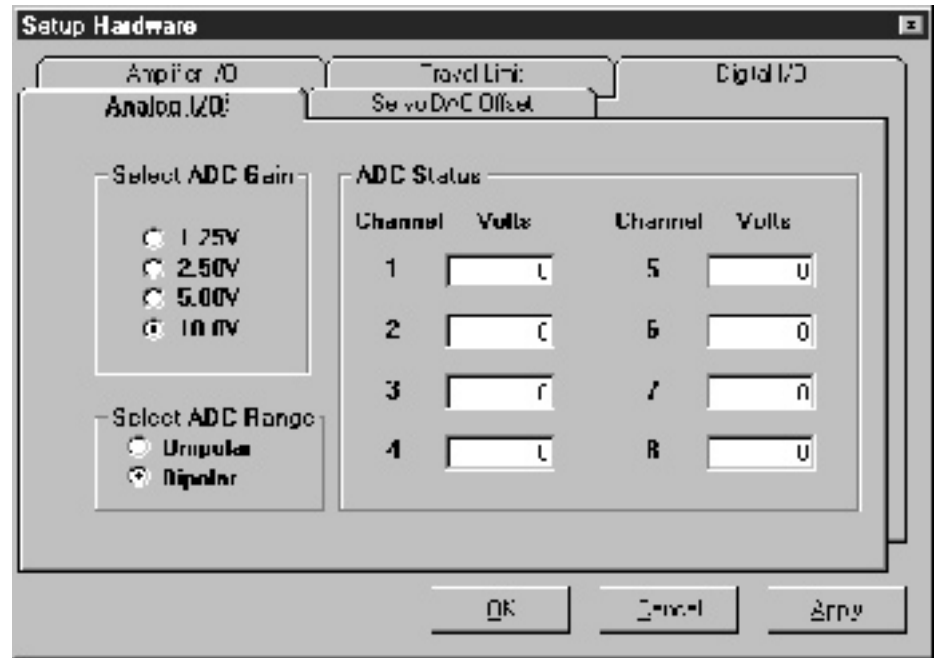 Setup Hardware
Amplifier I/O Travel Limit Digital I/O
Analog I/O Servo DAC Offset
Select ADC Gain
1.25V
2.50V
5.00V
10.0V
Select ADC Range
Unipolar
Bipolar
ADC Status
Channel Volts Channel Volts
1 0 5 0
2 0 6 0
3 0 7 0
4 0 8 0
OK Cancel Apply